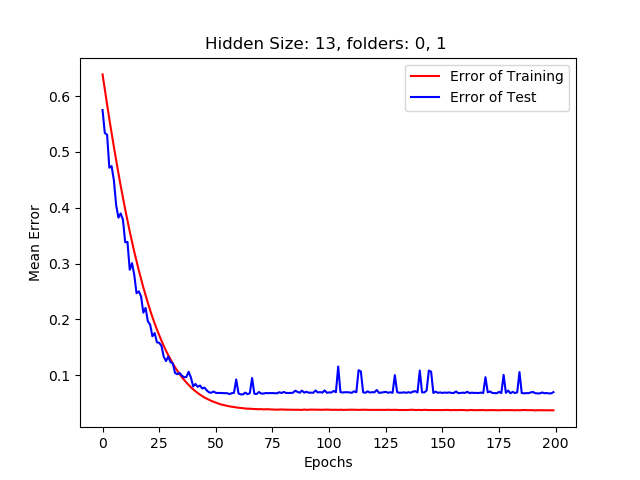 Hidden Size: 13, folders: 0, 1
Error of Training
Error of Test
Mean Error
0.6
0.5
0.4
0.3
0.2
0.1
0 25 50 75 100 125 150 175 200
Epochs